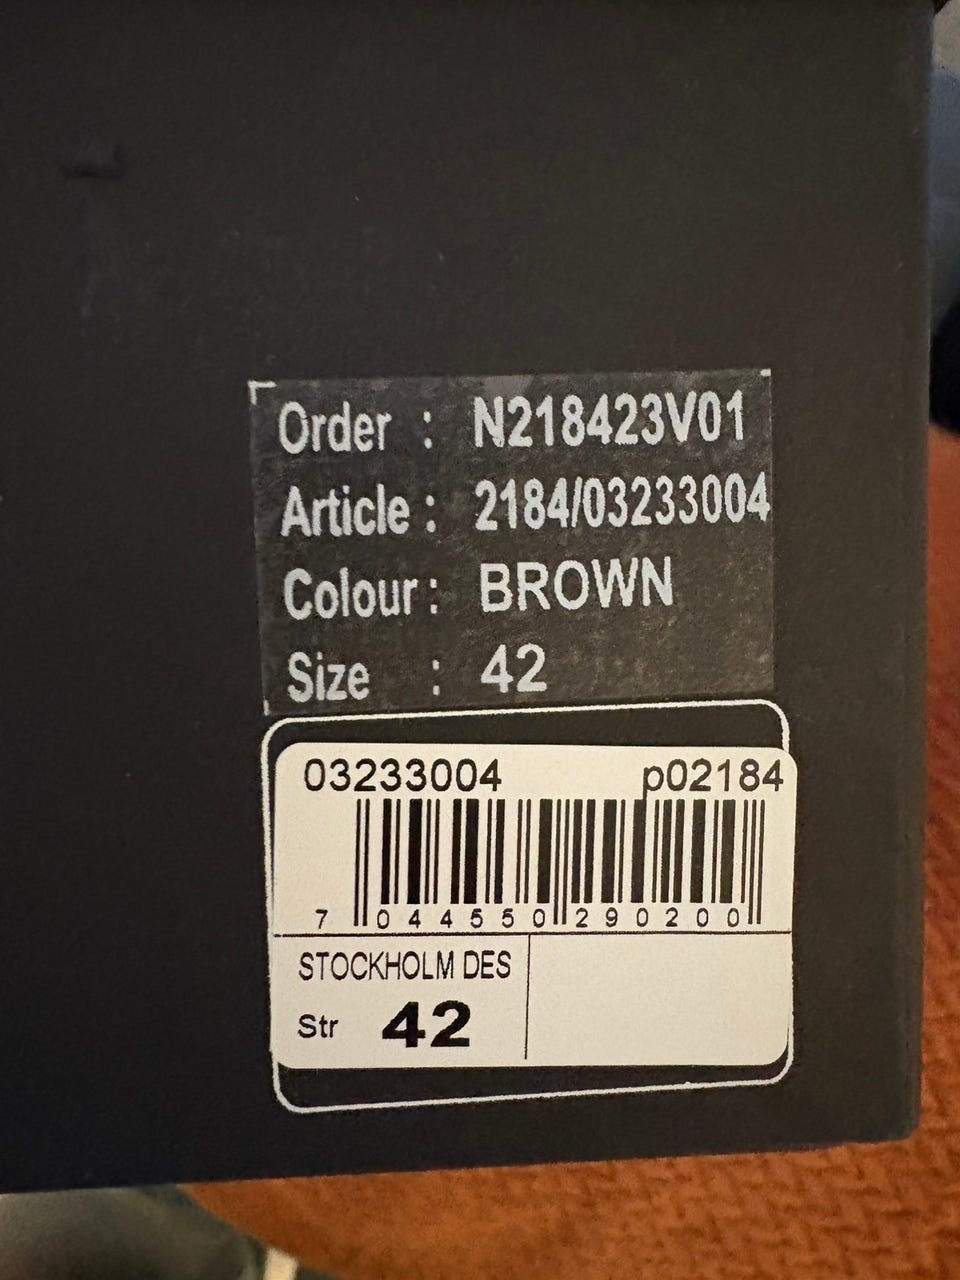 Order : N218423V01
Article : 2184/03233004
Colour : BROWN
Size : 42
03233004 p02184
7 044550 290200
STOCKHOLM DES
Str 42